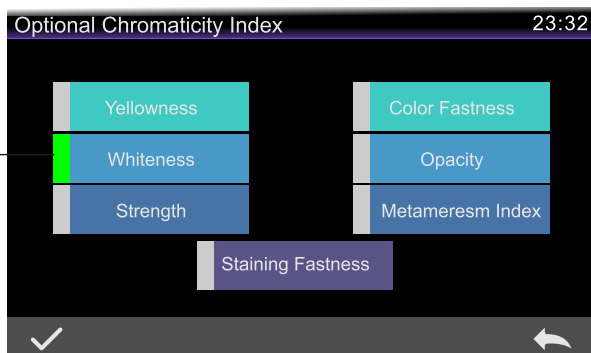 Optional Chromaticity Index 23:32
Yellowness Color Fastness
Whiteness Opacity
Strength Metameresm Index
Staining Fastness